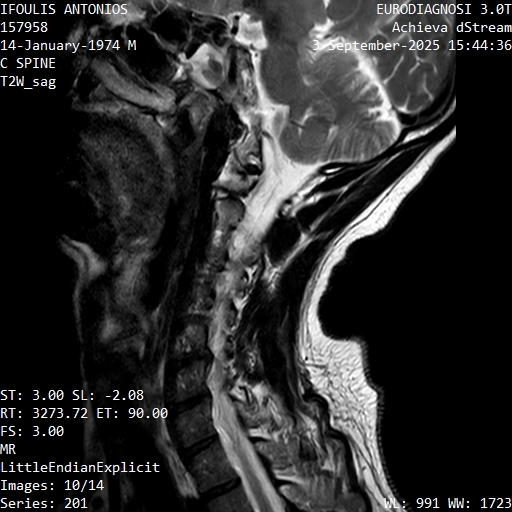 IFOULIS ANTONIOS
157958
14-January-1974 M
C SPINE
T2W_sag
EURODIAGNOSI 3.0T
Achieva dStream
3 September-2025 15:44:36
ST: 3.00 SL: -2.08
RT: 3273.72 ET: 90.00
FS: 3.00
MR
LittleEndianExplicit
Images: 10/14
Series: 201
WL: 991 WW: 1723